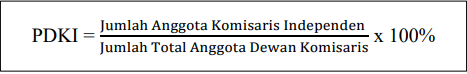 PDKI = Jumlah Anggota Komisaris Independen
Jumlah Total Anggota Dewan Komisaris x 100%